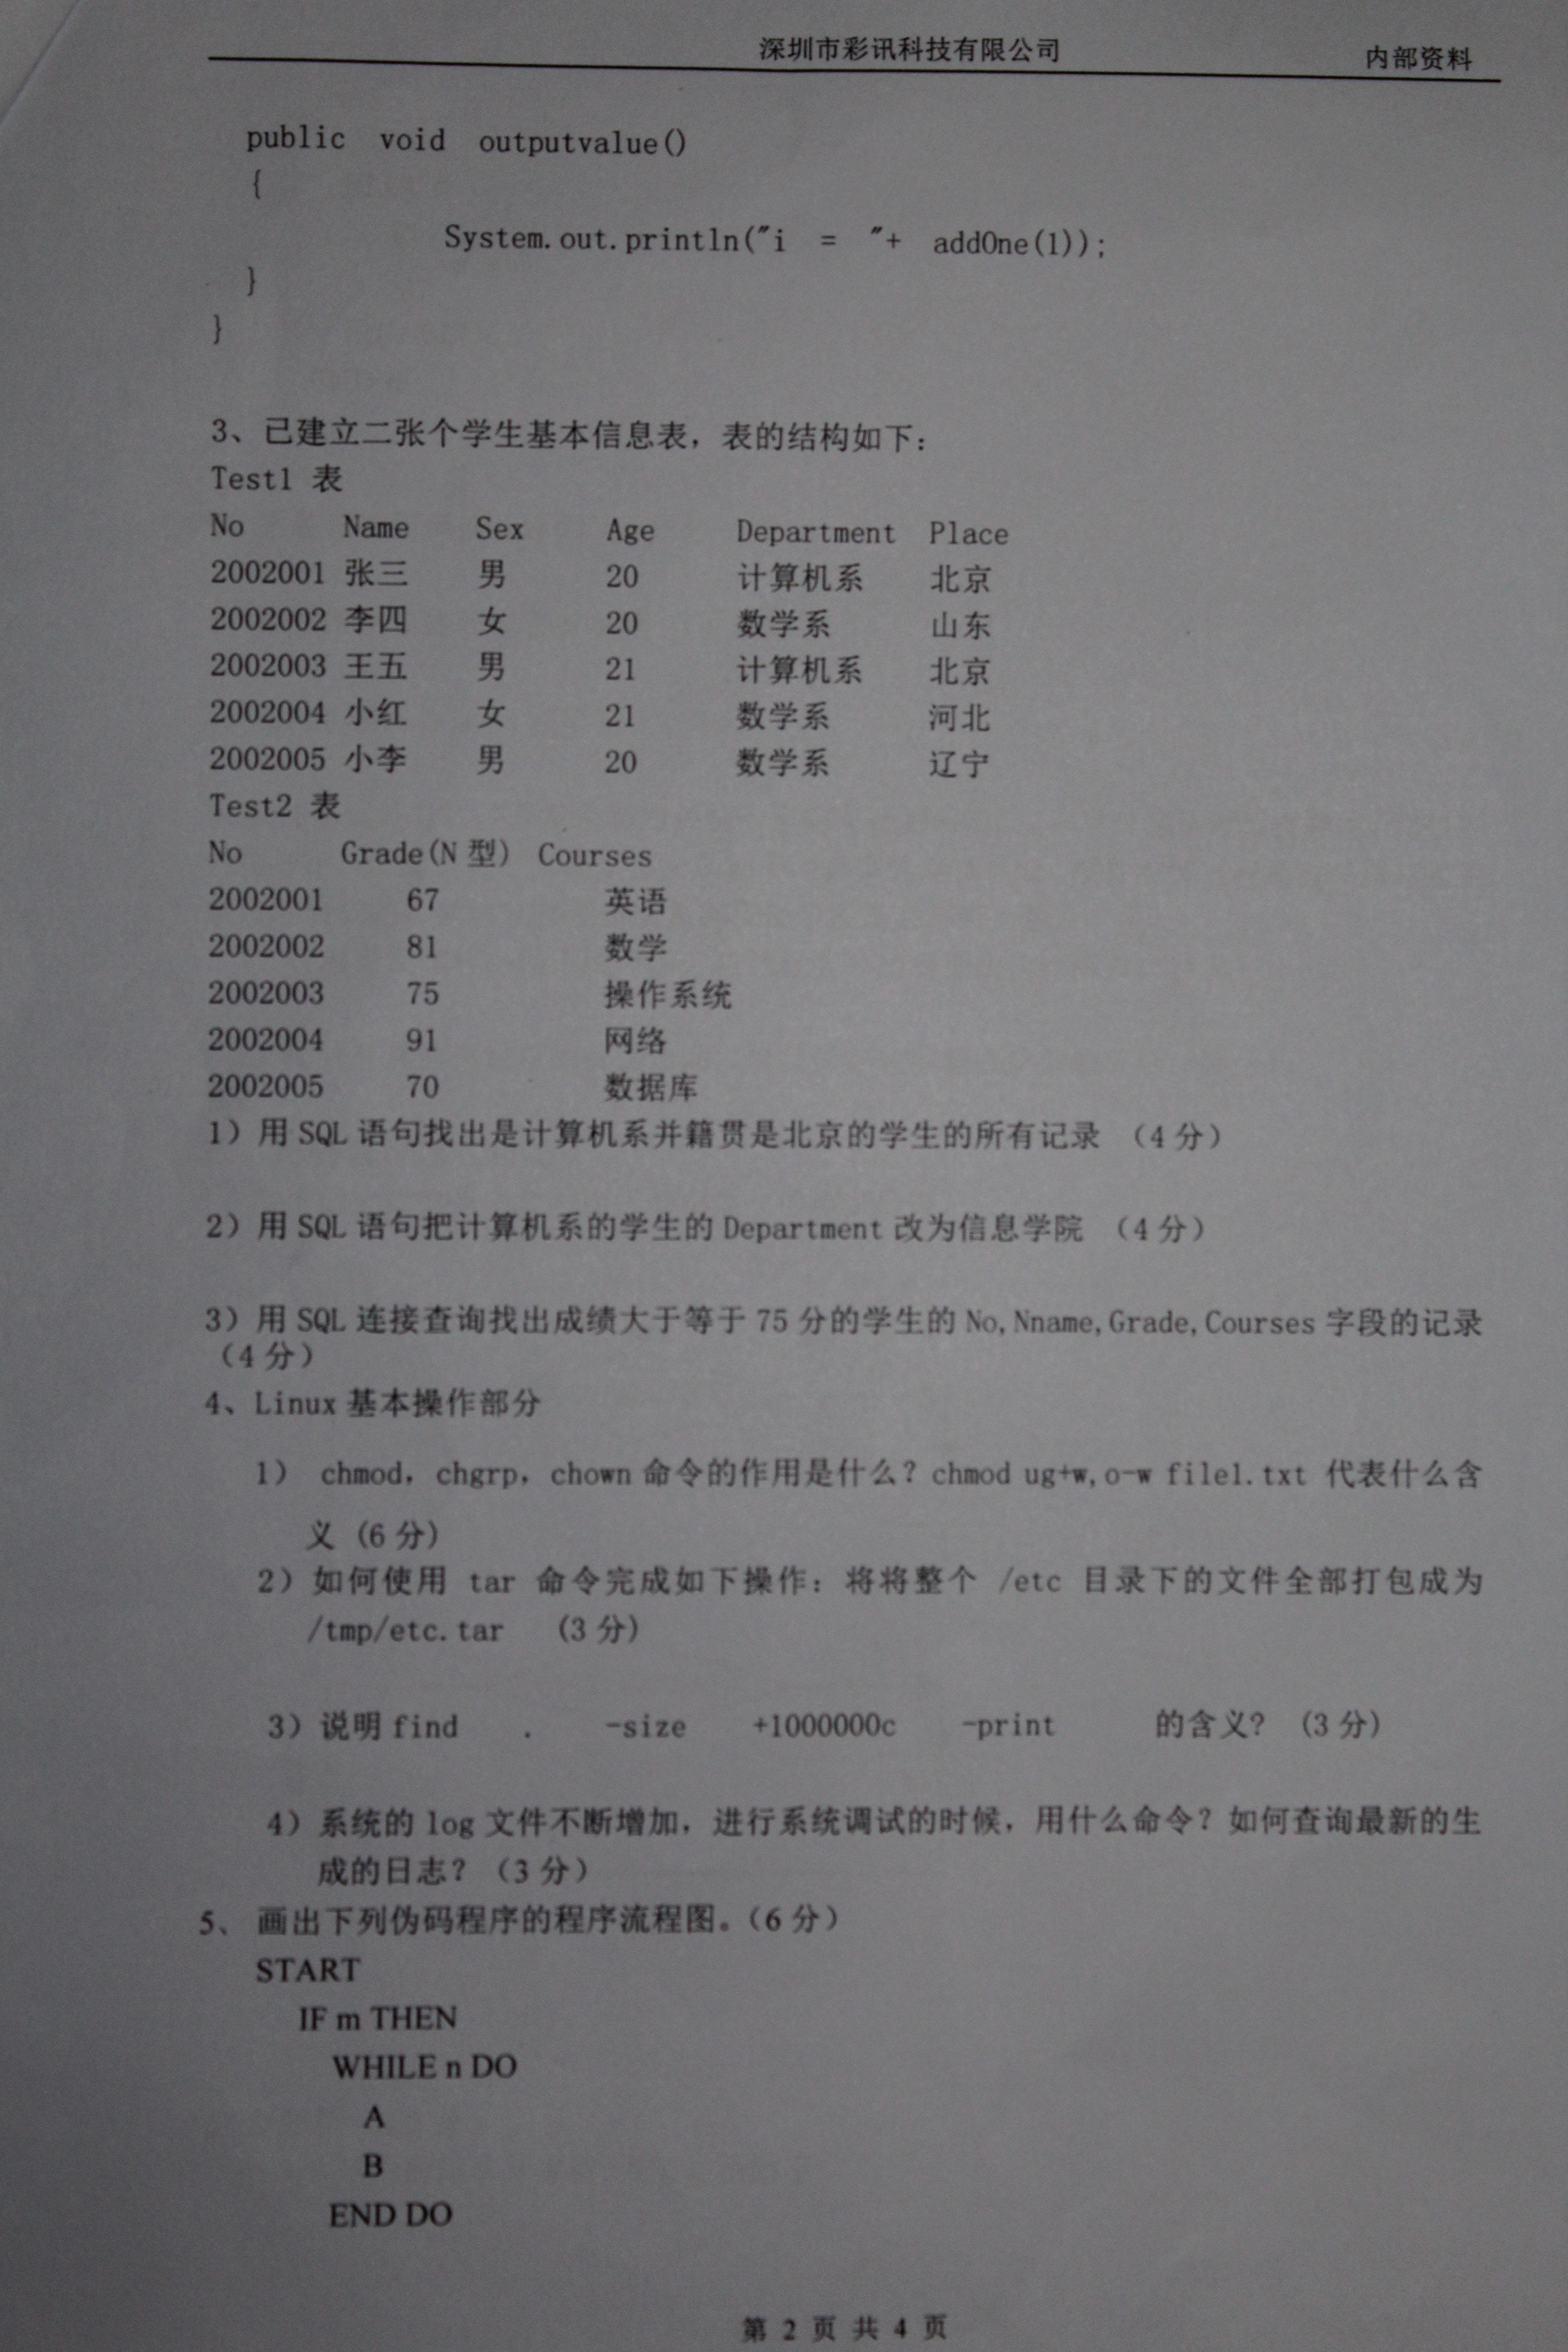 深圳市彩讯科技有限公司 内部资料
public void outputvalue()
{
System.out.println("i = "+ addOne(1));
}
}
3、已建立二张个学生基本信息表，表的结构如下：
Test1 表
No Name Sex Age Department Place
2002001 张三 男 20 计算机系 北京
2002002 李四 女 20 数学系 山东
2002003 王五 男 21 计算机系 北京
2002004 小红 女 21 数学系 河北
2002005 小李 男 20 数学系 辽宁
Test2 表
No Grade(N 型) Courses
2002001 67 英语
2002002 81 数学
2002003 75 操作系统
2002004 91 网络
2002005 70 数据库
1）用 SQL 语句找出是计算机系并籍贯是北京的学生的所有记录 （4 分）
2）用 SQL 语句把计算机系的学生的 Department 改为信息学院 （4 分）
3）用 SQL 连接查询找出成绩大于等于 75 分的学生的 No,Nname,Grade,Courses 字段的记录
（4 分）
4、Linux 基本操作部分
1） chmod，chgrp，chown 命令的作用是什么？chmod ug+w,o-w file1.txt 代表什么含
义 (6 分)
2）如何使用 tar 命令完成如下操作：将将整个 /etc 目录下的文件全部打包成为
/tmp/etc.tar (3 分)
3）说明 find . -size +1000000c -print 的含义? (3 分)
4）系统的 log 文件不断增加，进行系统调试的时候，用什么命令？如何查询最新的生
成的日志？（3 分）
5、 画出下列伪码程序的程序流程图。（6 分）
START
IF m THEN
WHILE n DO
A
B
END DO
第 2 页 共 4 页